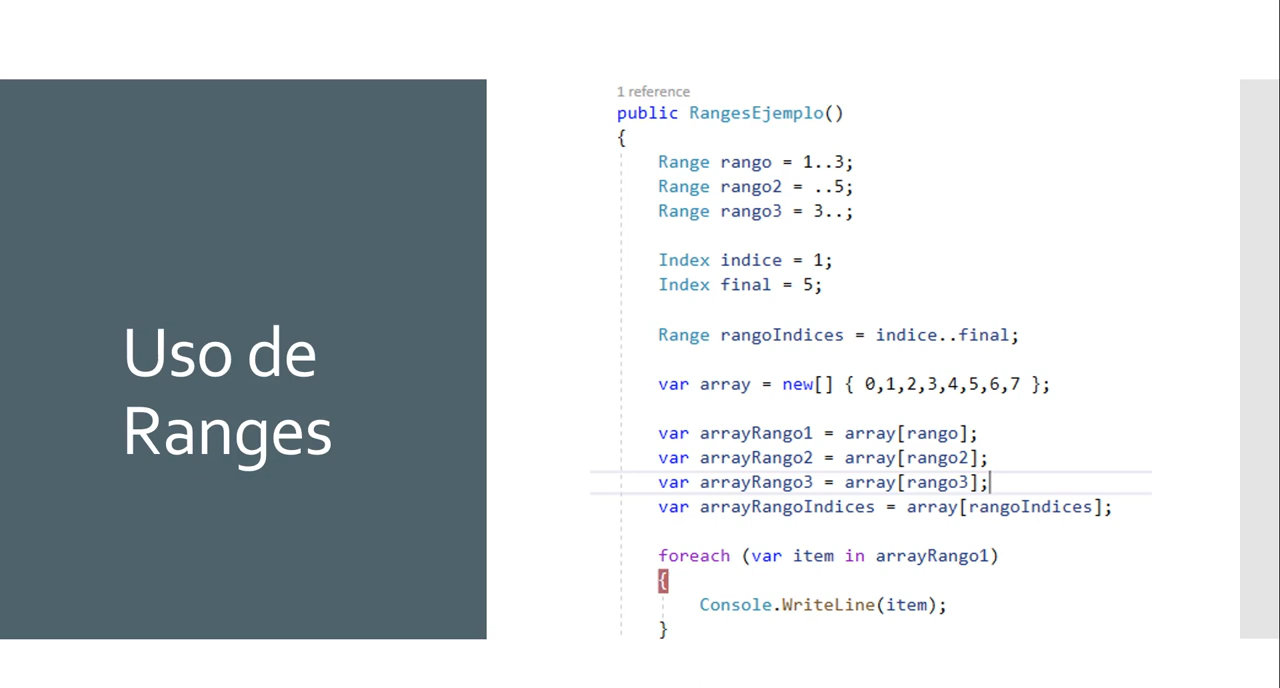 Uso de
Ranges
1 reference
public RangesEjemplo()
{
Range rango = 1..3;
Range rango2 = ..5;
Range rango3 = 3..;
Index indice = 1;
Index final = 5;
Range rangoIndices = indice..final;
var array = new[] { 0,1,2,3,4,5,6,7 };
var arrayRango1 = array[rango];
var arrayRango2 = array[rango2];
var arrayRango3 = array[rango3];
var arrayRangoIndices = array[rangoIndices];
foreach (var item in arrayRango1)
{
Console.WriteLine(item);
}